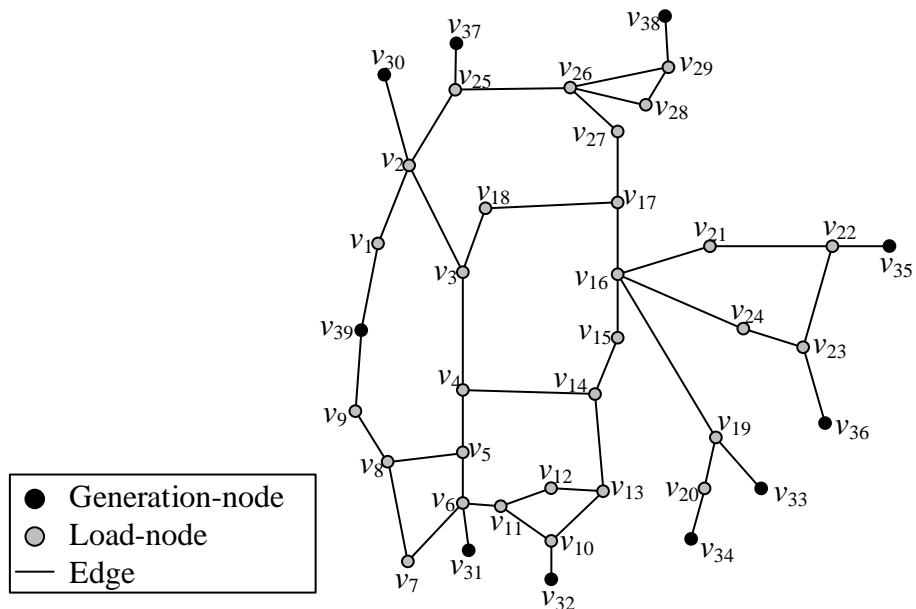 v38
v37
v30
v26
v29
v25
v28
v27
v2
v18
v17
v1
v21
v22
v3
v16
v35
v39
v24
v15
v23
v4
v14
v9
v36
v19
v5
v8
v12
v13
v20
v6
v11
v33
v10
v7
v31
v34
v32
Generation-node
Load-node
Edge